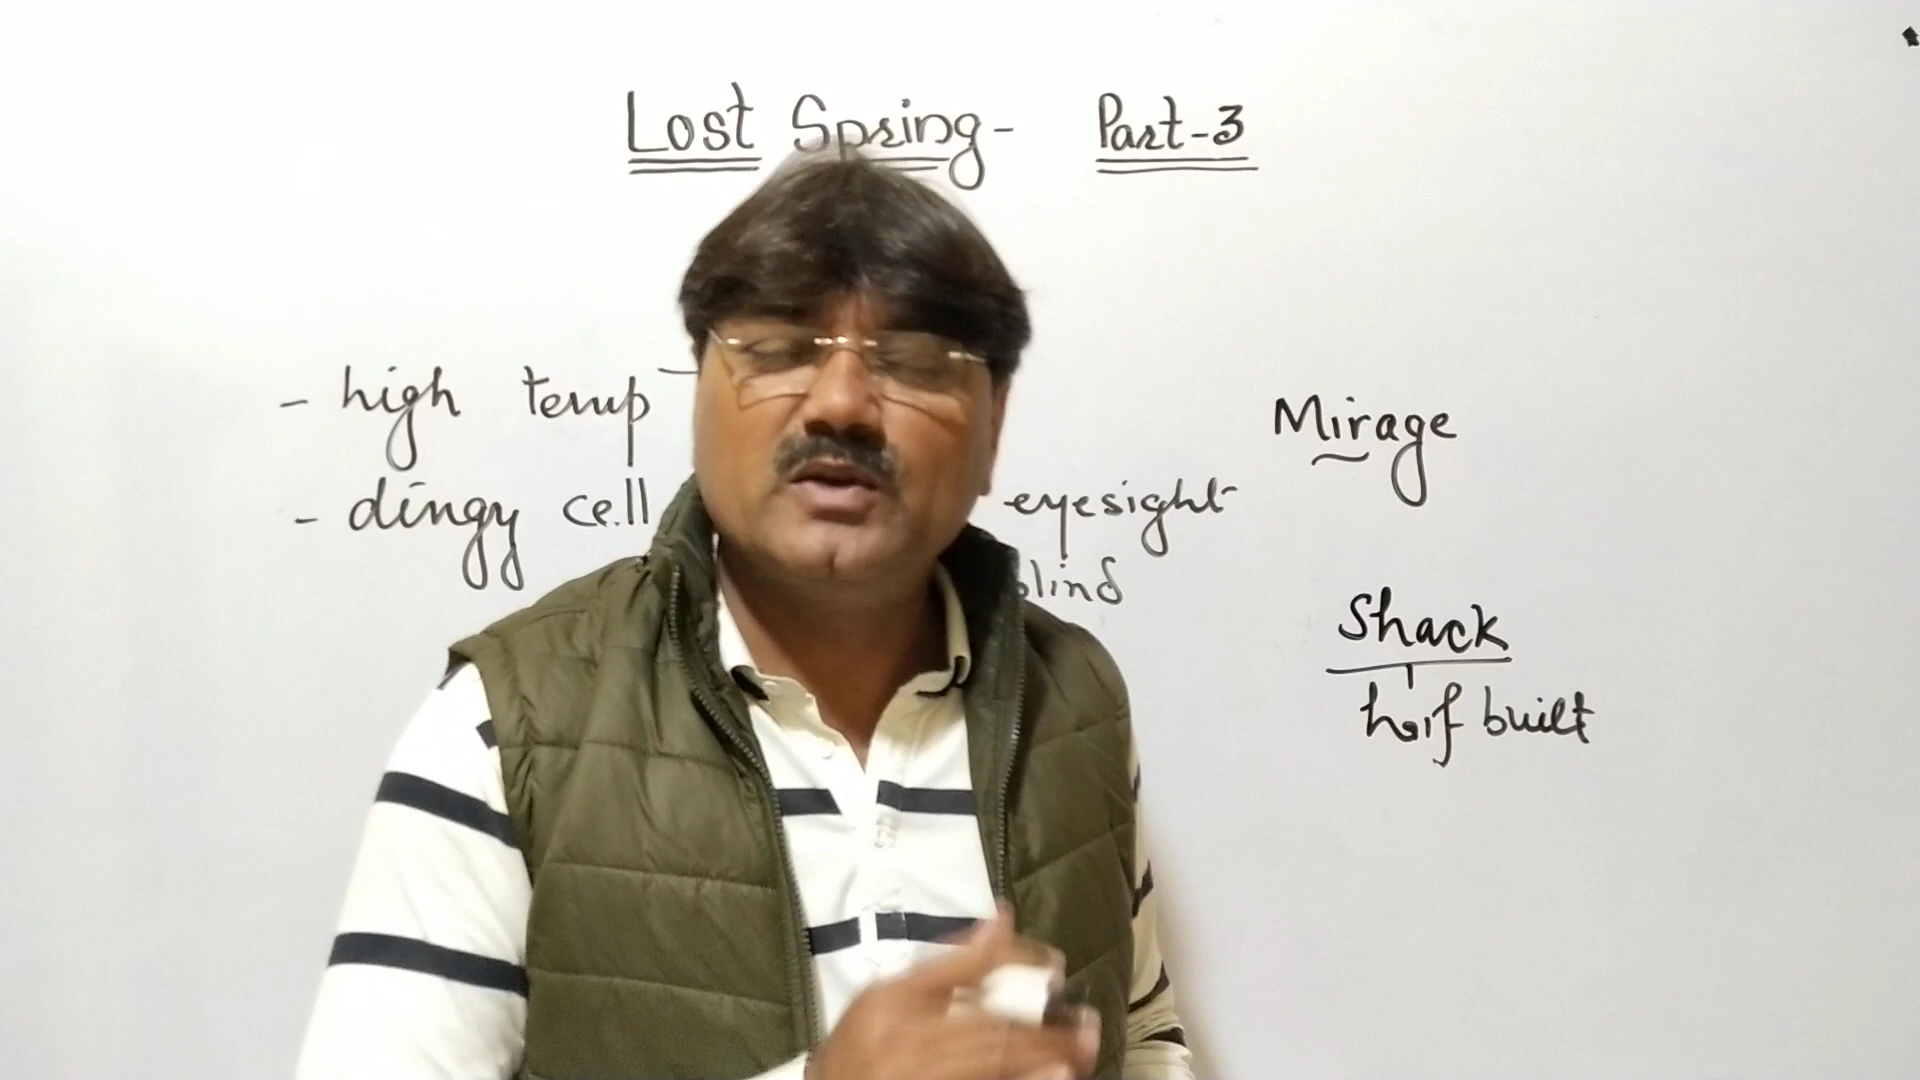 Lost Spring - Part-3
- high temp -
- dingy cell eyesight
blind
Mirage
Shack
half built